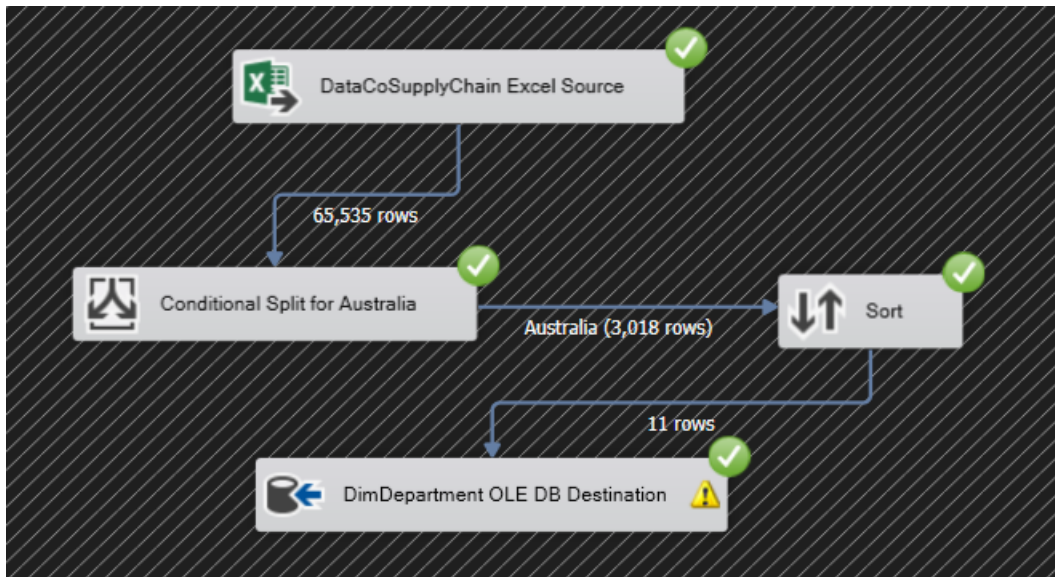 DataCoSupplyChain Excel Source
65,535 rows
Conditional Split for Australia
Australia (3,018 rows)
Sort
11 rows
DimDepartment OLE DB Destination